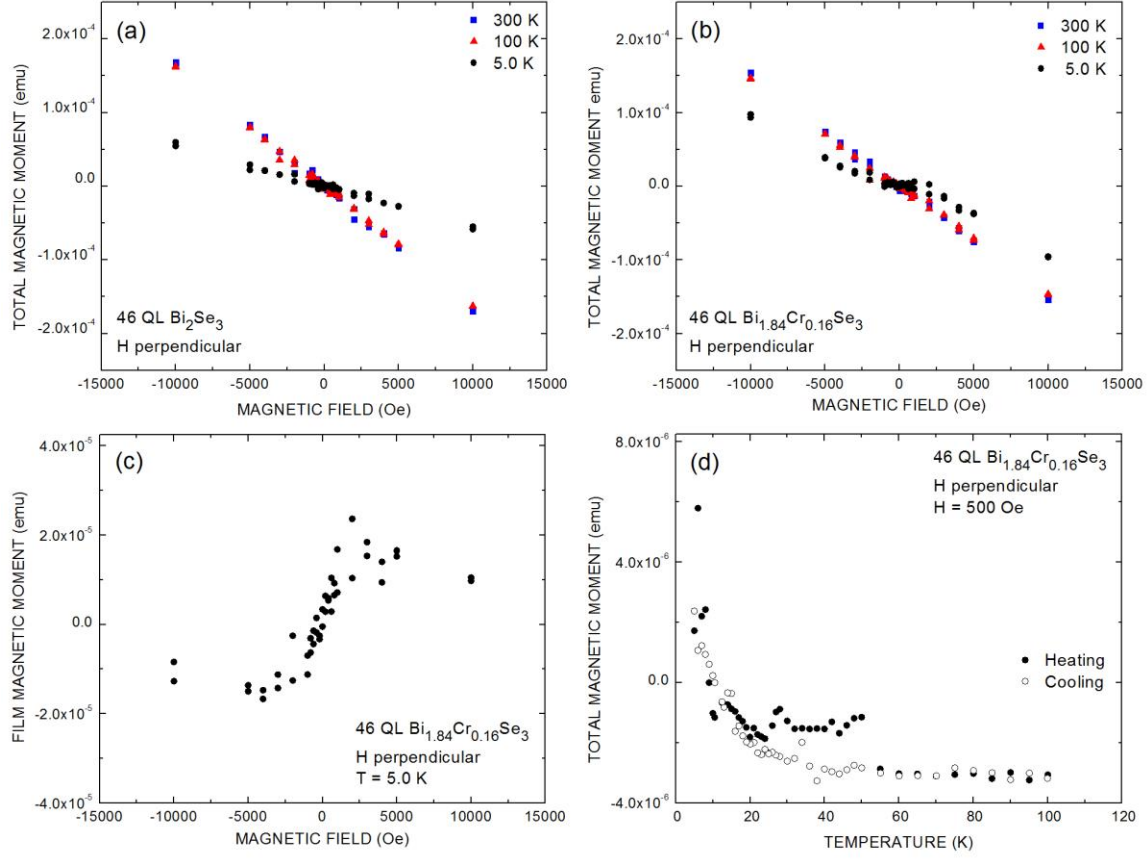 (a)
300 K
100 K
5.0 K
2.0x10⁻⁴
1.0x10⁻⁴
0.0
-1.0x10⁻⁴
-2.0x10⁻⁴
TOTAL MAGNETIC MOMENT (emu)
46 QL Bi₂Se₃
H perpendicular
-15000 -10000 -5000 0 5000 10000 15000
MAGNETIC FIELD (Oe)
(b)
300 K
100 K
5.0 K
2.0x10⁻⁴
1.0x10⁻⁴
0.0
-1.0x10⁻⁴
-2.0x10⁻⁴
TOTAL MAGNETIC MOMENT emu)
46 QL Bi₁.₈₄Cr₀.₁₆Se₃
H perpendicular
-15000 -10000 -5000 0 5000 10000 15000
MAGNETIC FIELD (Oe)
(c)
4.0x10⁻⁵
2.0x10⁻⁵
0.0
-2.0x10⁻⁵
-4.0x10⁻⁵
FILM MAGNETIC MOMENT (emu)
46 QL Bi₁.₈₄Cr₀.₁₆Se₃
H perpendicular
T = 5.0 K
-15000 -10000 -5000 0 5000 10000 15000
MAGNETIC FIELD (Oe)
(d)
46 QL Bi₁.₈₄Cr₀.₁₆Se₃
H perpendicular
H = 500 Oe
8.0x10⁻⁶
4.0x10⁻⁶
0.0
-4.0x10⁻⁶
TOTAL MAGNETIC MOMENT (emu)
Heating
Cooling
0 20 40 60 80 100 120
TEMPERATURE (K)